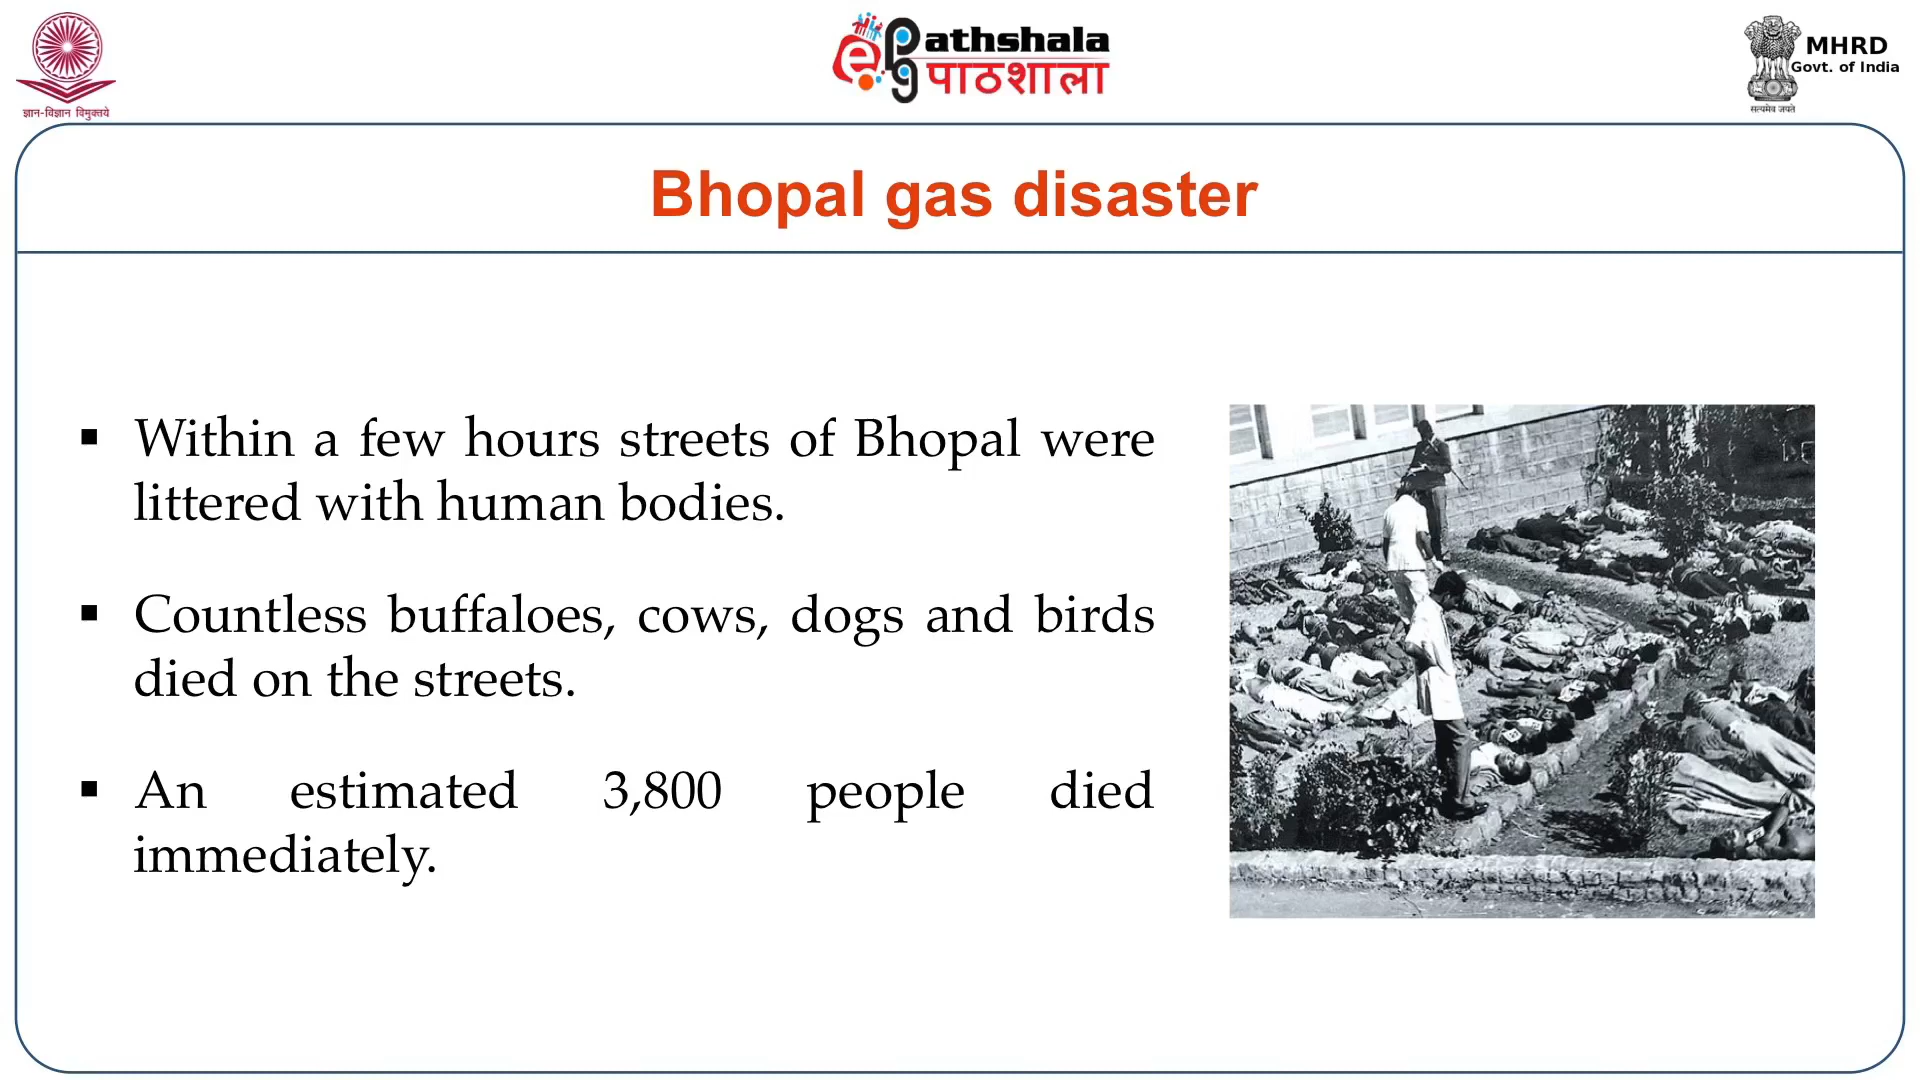 ज्ञान-विज्ञान विमुक्तये
e
PG
athshala
पाठशाला
MHRD
Govt. of India
सत्यमेव जयते
Bhopal gas disaster
▪ Within a few hours streets of Bhopal were
littered with human bodies.
▪ Countless buffaloes, cows, dogs and birds
died on the streets.
▪ An estimated 3,800 people died
immediately.